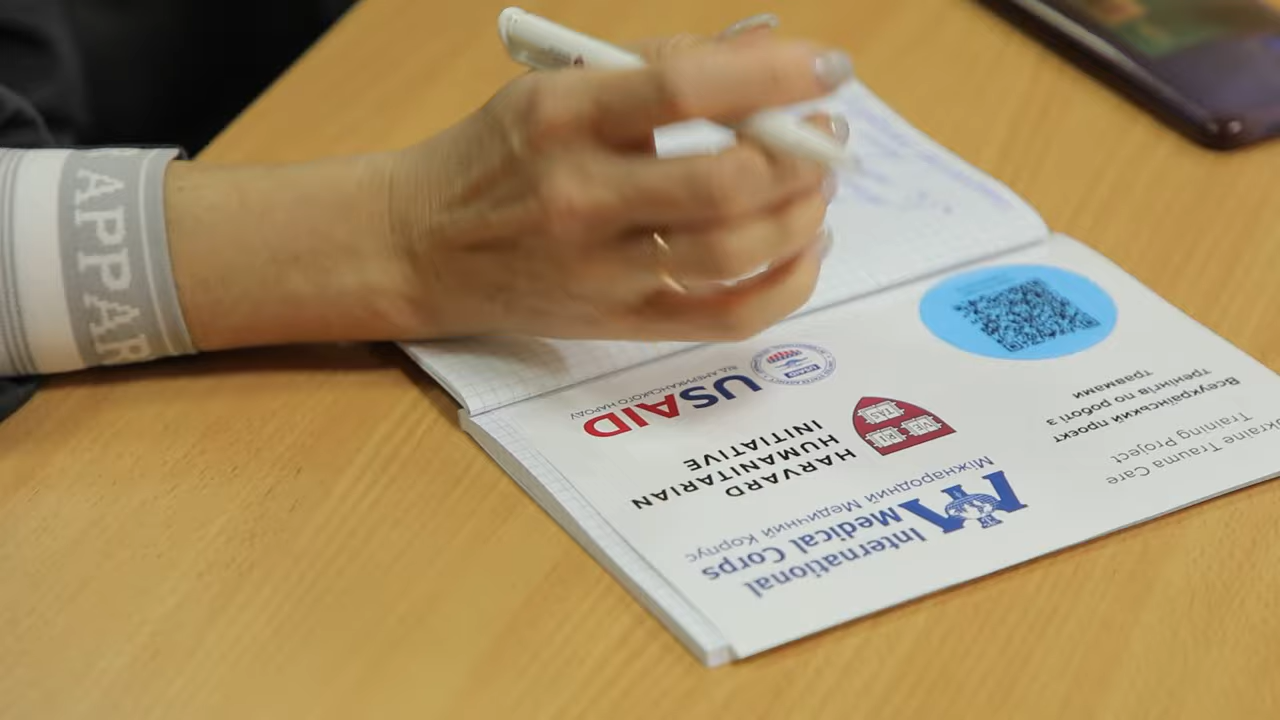 Ukraine Trauma Care
Training Project
Всеукраїнський проєкт
тренінгів по роботі з
травмами
International
Medical Corps
Міжнародний Медичний Корпус
HARVARD
HUMANITARIAN
INITIATIVE
VE RI
TAS
USAID
USAID
ВІД АМЕРИКАНСЬКОГО НАРОДУ
APPAR